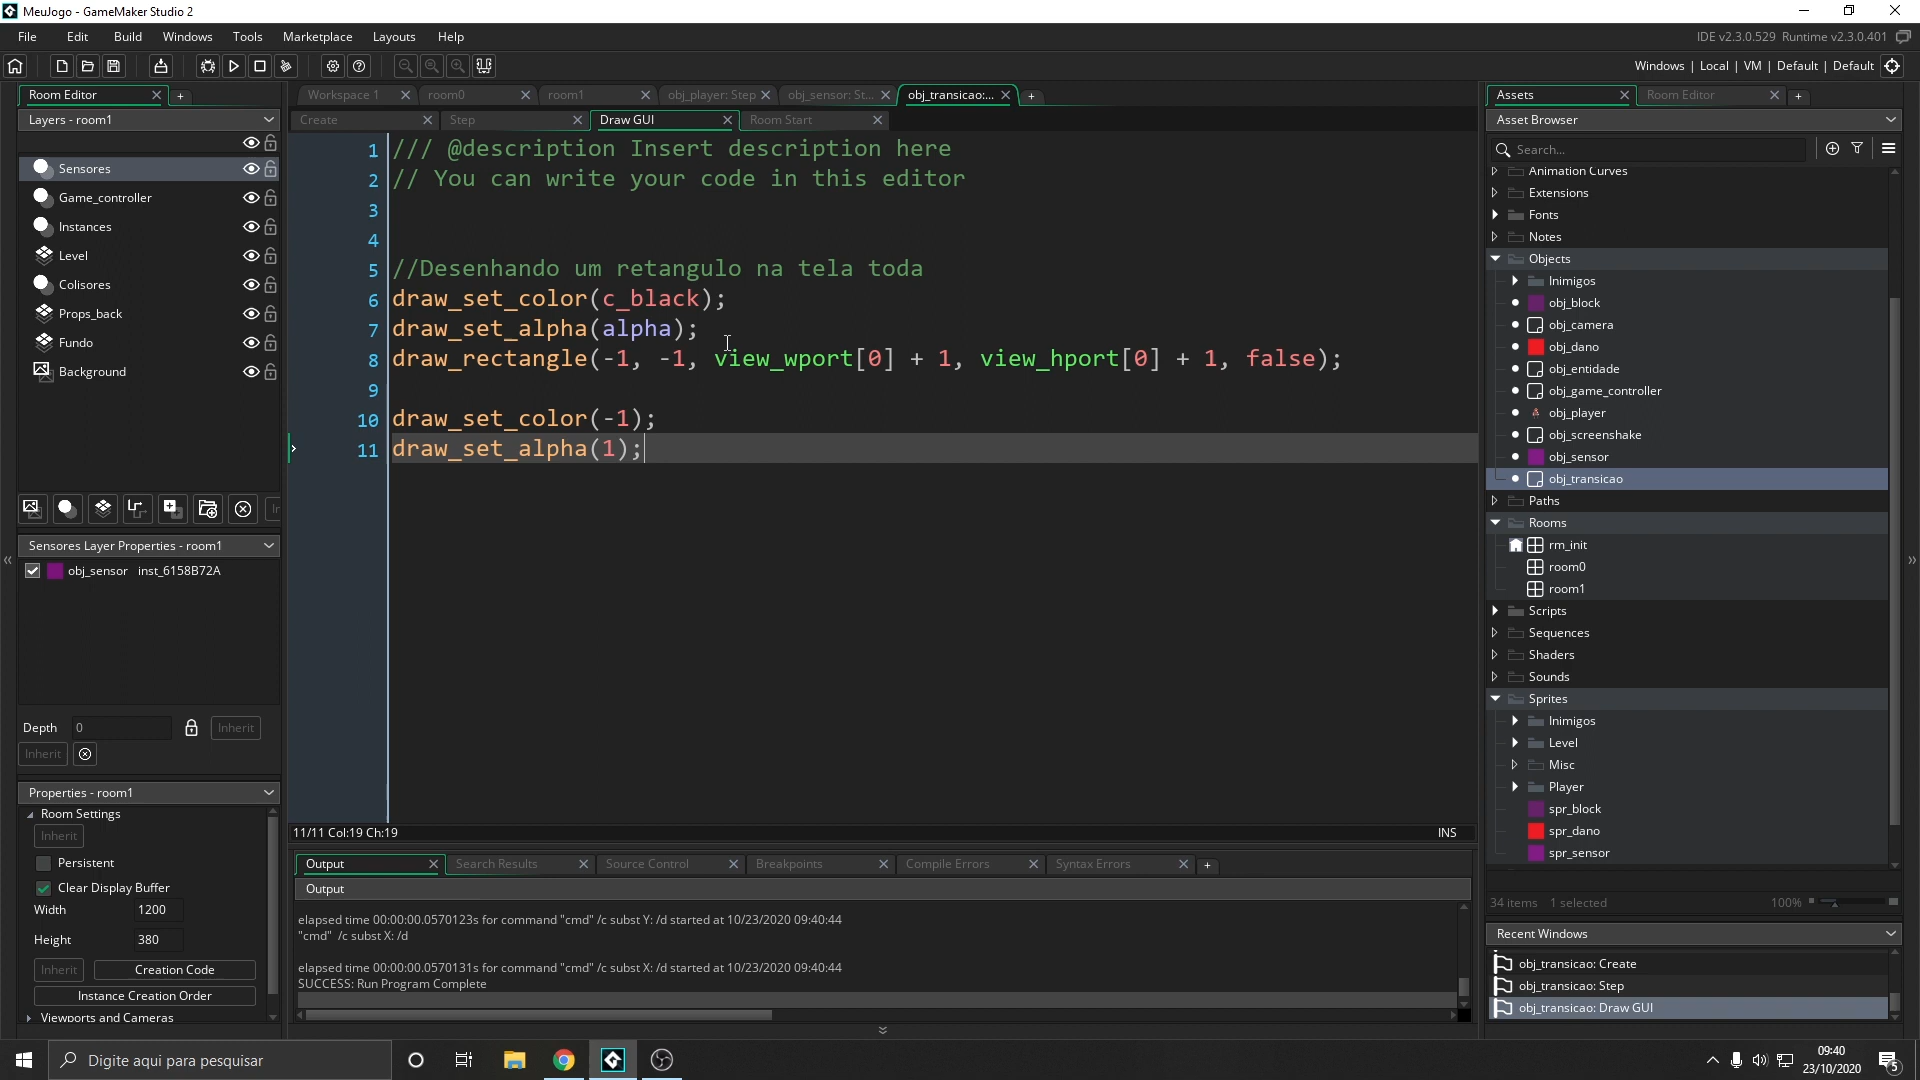 MeuJogo - GameMaker Studio 2
File Edit Build Windows Tools Marketplace Layouts Help
IDE v2.3.0.529 Runtime v2.3.0.401
Windows | Local | VM | Default | Default
Room Editor
Layers - room1
Sensores
Game_controller
Instances
Level
Colisores
Props_back
Fundo
Background
Sensores Layer Properties - room1
obj_sensor inst_6158B72A
Depth 0 Inherit
Inherit
Properties - room1
Room Settings
Inherit
Persistent
Clear Display Buffer
Width 1200
Height 380
Inherit Creation Code
Instance Creation Order
Viewports and Cameras
Workspace 1 room0 room1 obj_player: Step obj_sensor: St... obj_transicao:...
Create Step Draw GUI Room Start
1 /// @description Insert description here
2 // You can write your code in this editor
3
4
5 //Desenhando um retangulo na tela toda
6 draw_set_color(c_black);
7 draw_set_alpha(alpha);
8 draw_rectangle(-1, -1, view_wport[0] + 1, view_hport[0] + 1, false);
9
10 draw_set_color(-1);
11 draw_set_alpha(1);
11/11 Col:19 Ch:19 INS
Output Search Results Source Control Breakpoints Compile Errors Syntax Errors
Output
elapsed time 00:00:00.0570123s for command "cmd" /c subst Y: /d started at 10/23/2020 09:40:44
"cmd" /c subst X: /d
elapsed time 00:00:00.0570131s for command "cmd" /c subst X: /d started at 10/23/2020 09:40:44
SUCCESS: Run Program Complete
Assets Room Editor
Asset Browser
Search...
Animation Curves
Extensions
Fonts
Notes
Objects
Inimigos
obj_block
obj_camera
obj_dano
obj_entidade
obj_game_controller
obj_player
obj_screenshake
obj_sensor
obj_transicao
Paths
Rooms
rm_init
room0
room1
Scripts
Sequences
Shaders
Sounds
Sprites
Inimigos
Level
Misc
Player
spr_block
spr_dano
spr_sensor
34 items 1 selected 100%
Recent Windows
obj_transicao: Create
obj_transicao: Step
obj_transicao: Draw GUI
Digite aqui para pesquisar
09:40
23/10/2020
5